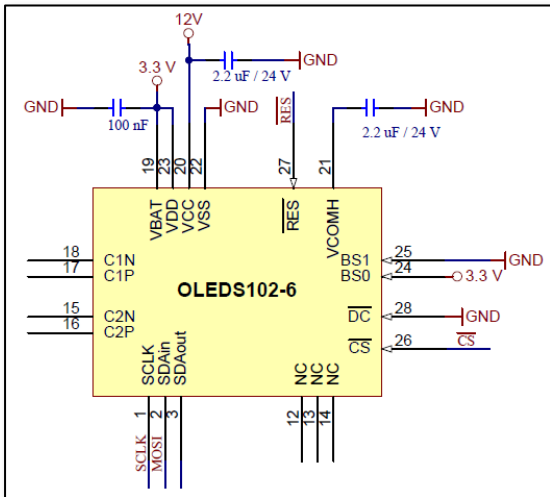 12V
3.3 V
GND
2.2 uF / 24 V
GND
100 nF
GND
RES
GND
2.2 uF / 24 V
19
23
20
22
27
21
VBAT
VDD
VCC
VSS
RES
VCOMH
18 C1N
17 C1P
15 C2N
16 C2P
OLEDS102-6
BS1 25 GND
BS0 24 3.3 V
DC 28 GND
CS 26 CS
SCLK
SDAin
SDAout
NC
NC
NC
1
2
3
12
13
14
SCLK
MOSI